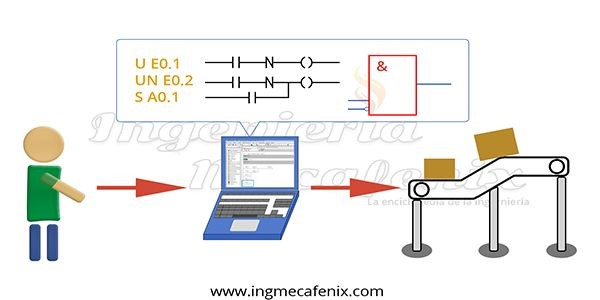 U E0.1
UN E0.2
S A0.1
&
Ingeniería
Mecafenix
La enciclopedia de la ingeniería
www.ingmecafenix.com